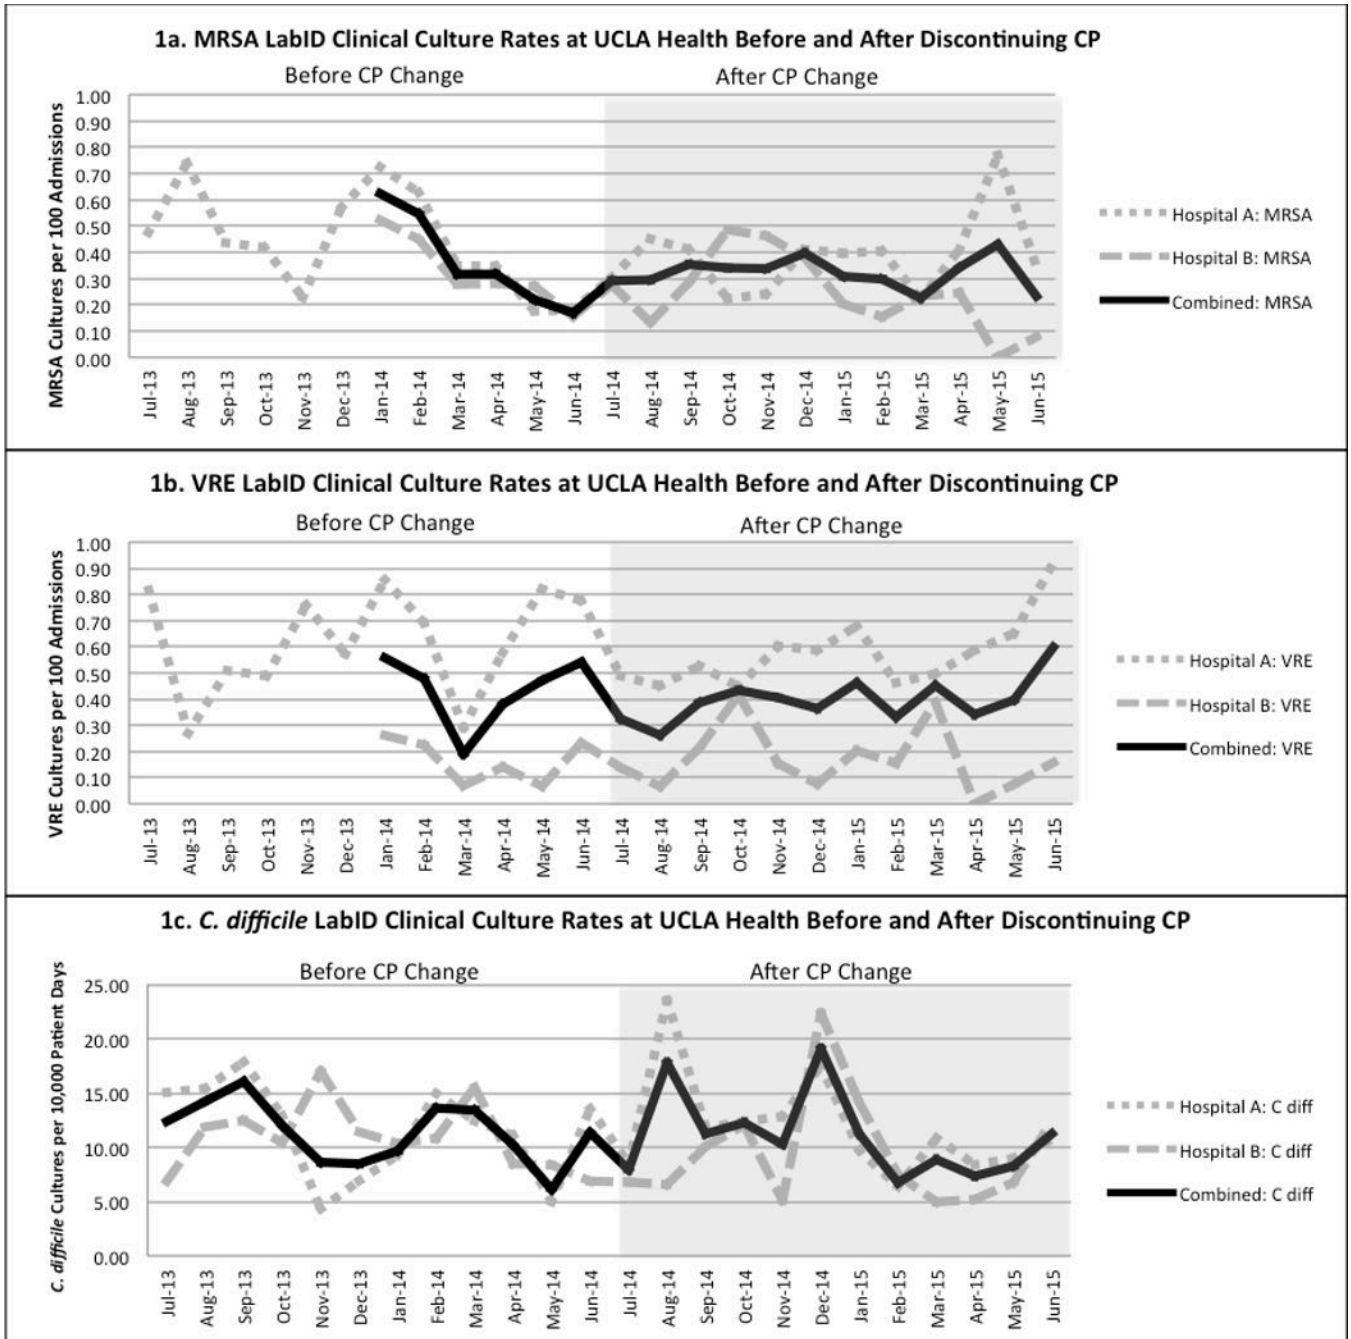 1a. MRSA LabID Clinical Culture Rates at UCLA Health Before and After Discontinuing CP
Before CP Change
After CP Change
MRSA Cultures per 100 Admissions
1.00
0.90
0.80
0.70
0.60
0.50
0.40
0.30
0.20
0.10
0.00
Jul-13
Aug-13
Sep-13
Oct-13
Nov-13
Dec-13
Jan-14
Feb-14
Mar-14
Apr-14
May-14
Jun-14
Jul-14
Aug-14
Sep-14
Oct-14
Nov-14
Dec-14
Jan-15
Feb-15
Mar-15
Apr-15
May-15
Jun-15
Hospital A: MRSA
Hospital B: MRSA
Combined: MRSA
1b. VRE LabID Clinical Culture Rates at UCLA Health Before and After Discontinuing CP
Before CP Change
After CP Change
VRE Cultures per 100 Admissions
1.00
0.90
0.80
0.70
0.60
0.50
0.40
0.30
0.20
0.10
0.00
Jul-13
Aug-13
Sep-13
Oct-13
Nov-13
Dec-13
Jan-14
Feb-14
Mar-14
Apr-14
May-14
Jun-14
Jul-14
Aug-14
Sep-14
Oct-14
Nov-14
Dec-14
Jan-15
Feb-15
Mar-15
Apr-15
May-15
Jun-15
Hospital A: VRE
Hospital B: VRE
Combined: VRE
1c. C. difficile LabID Clinical Culture Rates at UCLA Health Before and After Discontinuing CP
Before CP Change
After CP Change
C. difficile Cultures per 10,000 Patient Days
25.00
20.00
15.00
10.00
5.00
0.00
Jul-13
Aug-13
Sep-13
Oct-13
Nov-13
Dec-13
Jan-14
Feb-14
Mar-14
Apr-14
May-14
Jun-14
Jul-14
Aug-14
Sep-14
Oct-14
Nov-14
Dec-14
Jan-15
Feb-15
Mar-15
Apr-15
May-15
Jun-15
Hospital A: C diff
Hospital B: C diff
Combined: C diff